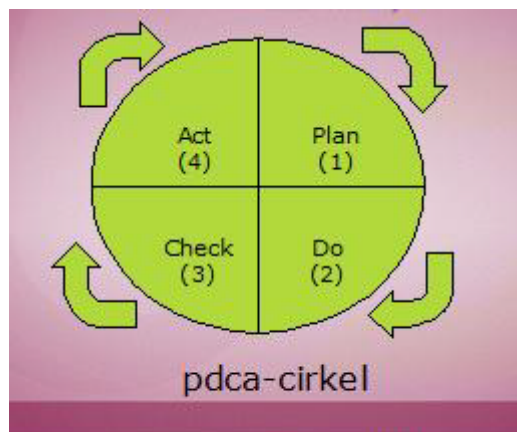 Act
(4)
Plan
(1)
Check
(3)
Do
(2)
pdca-cirkel